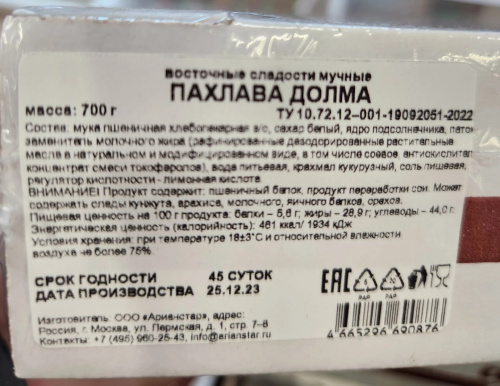 восточные сладости мучные
ПАХЛАВА ДОЛМА
масса: 700 г
ТУ 10.72.12-001-19092051-2022
Состав: мука пшеничная хлебопекарная в/с, сахар белый, ядро подсолнечника, паток
заменитель молочного жира (рафинированные дезодорированные растительные
масла в натуральном и модифицированном виде, в том числе соевое, антиокислит
концентрат смеси токоферолов), вода питьевая, крахмал кукурузный, соль пищевая,
регулятор кислотности - лимонная кислота
ВНИМАНИЕ! Продукт содержит: пшеничный белок, продукт переработки сои. Может
содержать следы кунжута, арахиса, молочного, яичного белков, орехов.
Пищевая ценность на 100 г продукта: белки – 5,6 г; жиры – 28,9 г; углеводы – 44,0 г.
Энергетическая ценность (калорийность): 461 ккал/ 1934 кДж
Условия хранения: при температуре 18±3°С и относительной влажности
воздуха не более 75%.
СРОК ГОДНОСТИ 45 СУТОК
ДАТА ПРОИЗВОДСТВА 25.12.23
EAC
Изготовитель: ООО «Арианстар», адрес:
Россия, г. Москва, ул. Пермская, д. 1, стр. 7-8
Контакты: +7 (495) 960-25-43, info@arianstar.ru
4 665296 690876